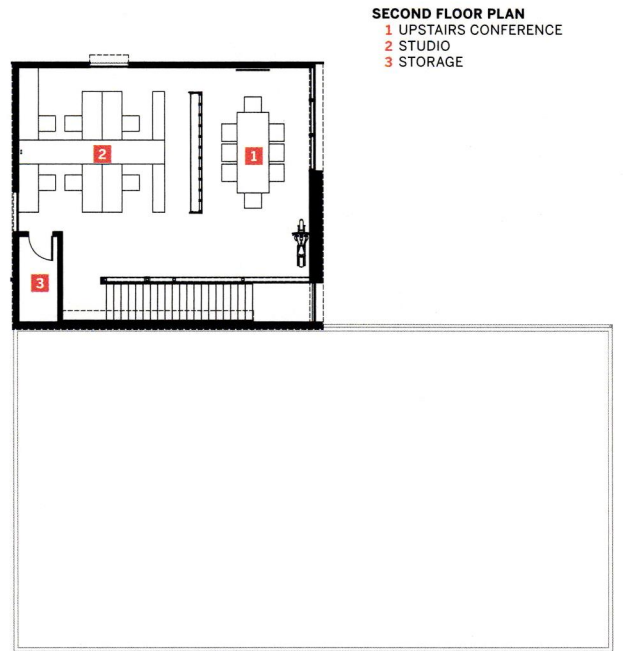 SECOND FLOOR PLAN
1 UPSTAIRS CONFERENCE
2 STUDIO
3 STORAGE
1
2
3